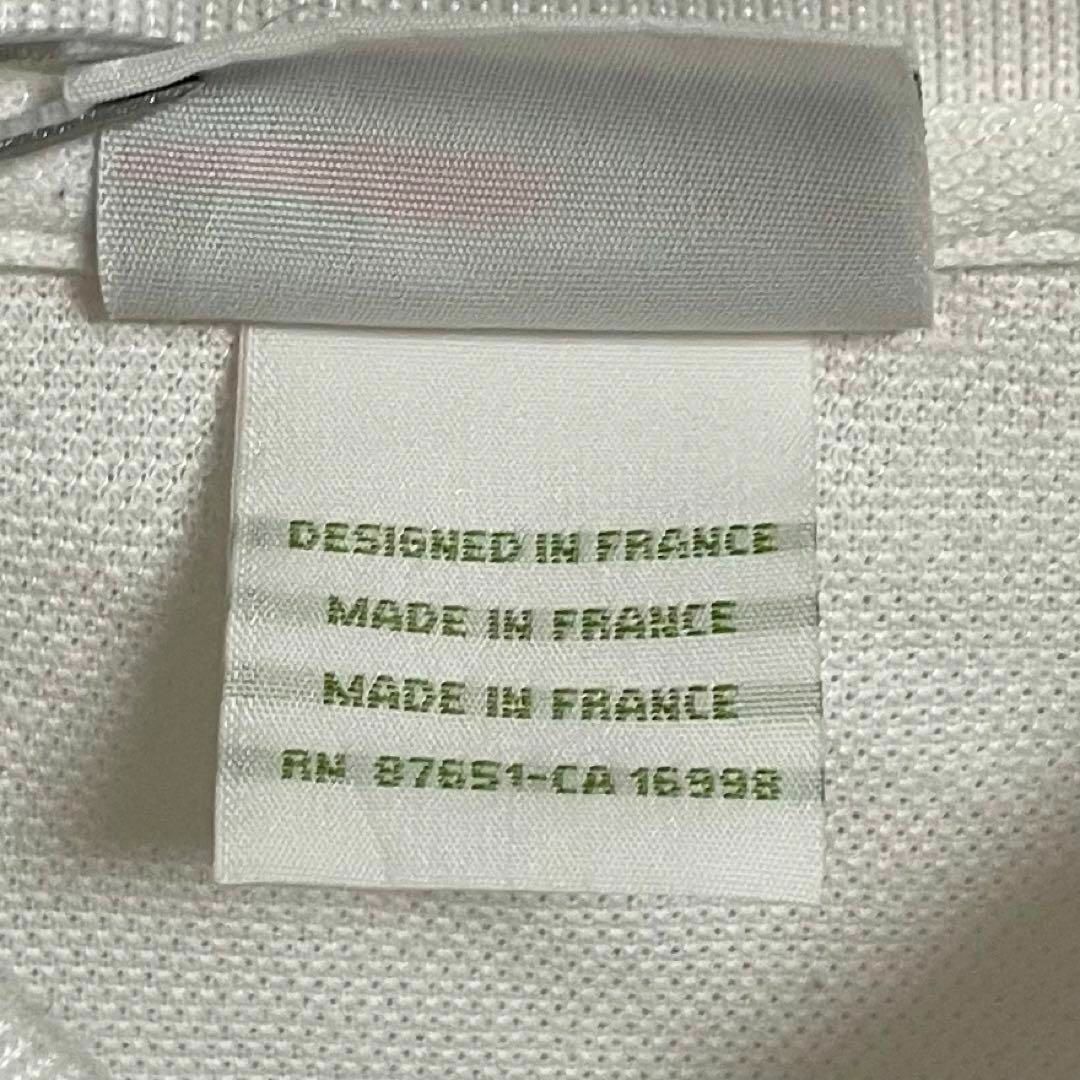 DESIGNED IN FRANCE
MADE IN FRANCE
MADE IN FRANCE
RN 87651-CA 16998